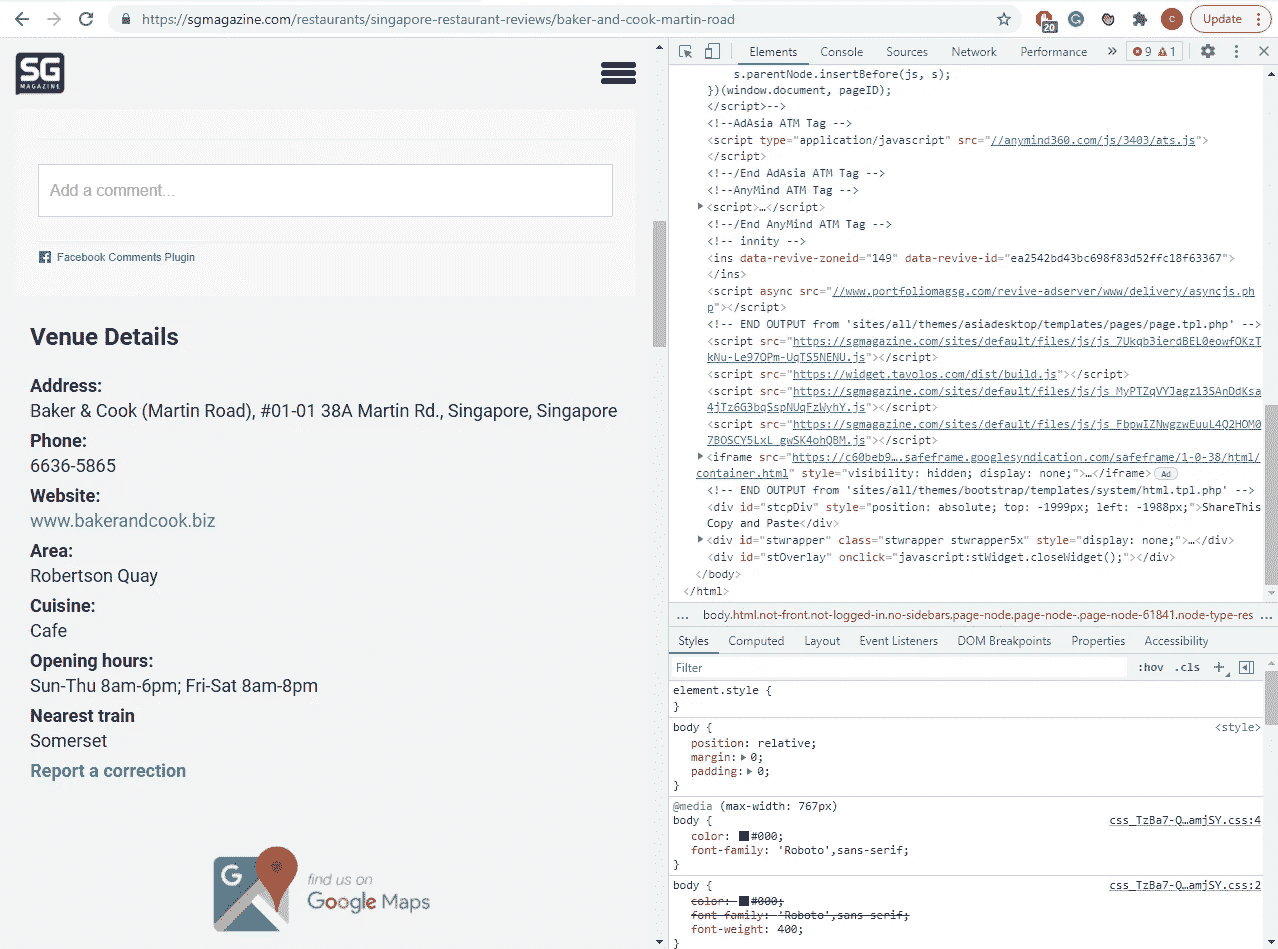 https://sgmagazine.com/restaurants/singapore-restaurant-reviews/baker-and-cook-martin-road
20
C
Update
SG
MAGAZINE
Add a comment...
Facebook Comments Plugin
Venue Details
Address:
Baker & Cook (Martin Road), #01-01 38A Martin Rd., Singapore, Singapore
Phone:
6636-5865
Website:
www.bakerandcook.biz
Area:
Robertson Quay
Cuisine:
Cafe
Opening hours:
Sun-Thu 8am-6pm; Fri-Sat 8am-8pm
Nearest train
Somerset
Report a correction
G
find us on
Google Maps
Elements Console Sources Network Performance » 9 1
s.parentNode.insertBefore(js, s);
})(window.document, pageID);
</script>-->
<!--AdAsia ATM Tag -->
<script type="application/javascript" src="//anymind360.com/js/3403/ats.js">
</script>
<!--/End AdAsia ATM Tag -->
<!--AnyMind ATM Tag -->
<script>…</script>
<!--/End AnyMind ATM Tag -->
<!-- innity -->
<ins data-revive-zoneid="149" data-revive-id="ea2542bd43bc698f83d52ffc18f63367">
</ins>
<script async src="//www.portfoliomagsg.com/revive-adserver/www/delivery/asyncjs.ph
p"></script>
<!-- END OUTPUT from 'sites/all/themes/asiadesktop/templates/pages/page.tpl.php' -->
<script src="https://sgmagazine.com/sites/default/files/js/js_7Ukqb3ierdBEL0eowfOKzT
kNu-Le97OPm-UqTS5NENU.js"></script>
<script src="https://widget.tavolos.com/dist/build.js"></script>
<script src="https://sgmagazine.com/sites/default/files/js/js_MyPTZqVYJagz13SAnDdKsa
4jTz6G3bqSspNUqFzWyhY.js"></script>
<script src="https://sgmagazine.com/sites/default/files/js/js_FbpwIZNwgzwEuuL4Q2HOM0
7BOSCY5LxL_gwSK4ohQBM.js"></script>
<iframe src="https://c60beb9….safeframe.googlesyndication.com/safeframe/1-0-38/html/
container.html" style="visibility: hidden; display: none;">…</iframe> Ad
<!-- END OUTPUT from 'sites/all/themes/bootstrap/templates/system/html.tpl.php' -->
<div id="stcpDiv" style="position: absolute; top: -1999px; left: -1988px;">ShareThis
Copy and Paste</div>
<div id="stwrapper" class="stwrapper stwrapper5x" style="display: none;">…</div>
<div id="stOverlay" onclick="javascript:stWidget.closeWidget();"></div>
</body>
</html>
... body.html.not-front.not-logged-in.no-sidebars.page-node.page-node-.page-node-61841.node-type-res ...
Styles Computed Layout Event Listeners DOM Breakpoints Properties Accessibility
Filter :hov .cls +
element.style {
}
body { <style>
position: relative;
margin: 0;
padding: 0;
}
@media (max-width: 767px)
body { css_TzBa7-Q…amjSY.css:4
color: #000;
font-family: 'Roboto',sans-serif;
}
body { css_TzBa7-Q…amjSY.css:2
color: #000;
font-family: 'Roboto',sans-serif;
font-weight: 400;
}